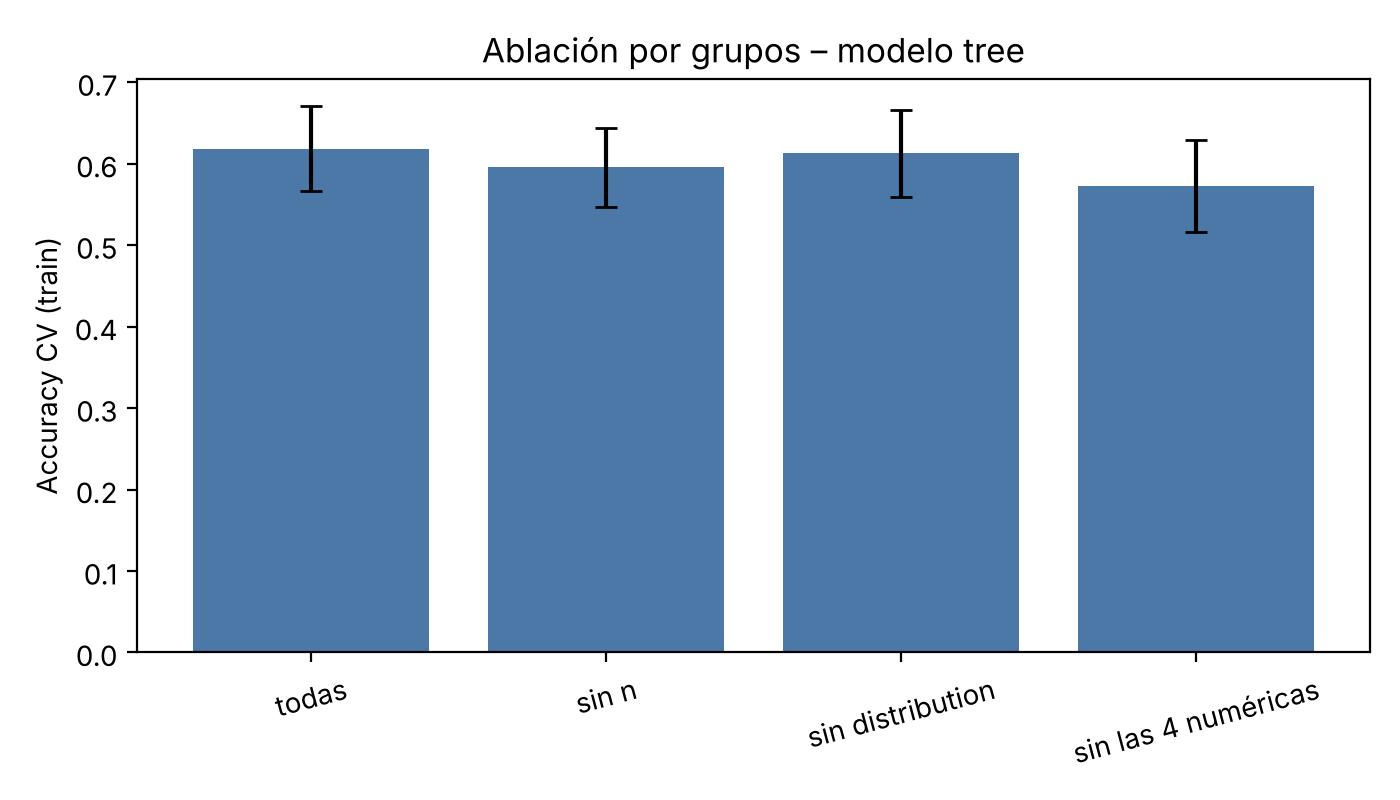 Ablación por grupos – modelo tree
Accuracy CV (train)
0.7
0.6
0.5
0.4
0.3
0.2
0.1
0.0
todas
sin n
sin distribution
sin las 4 numéricas